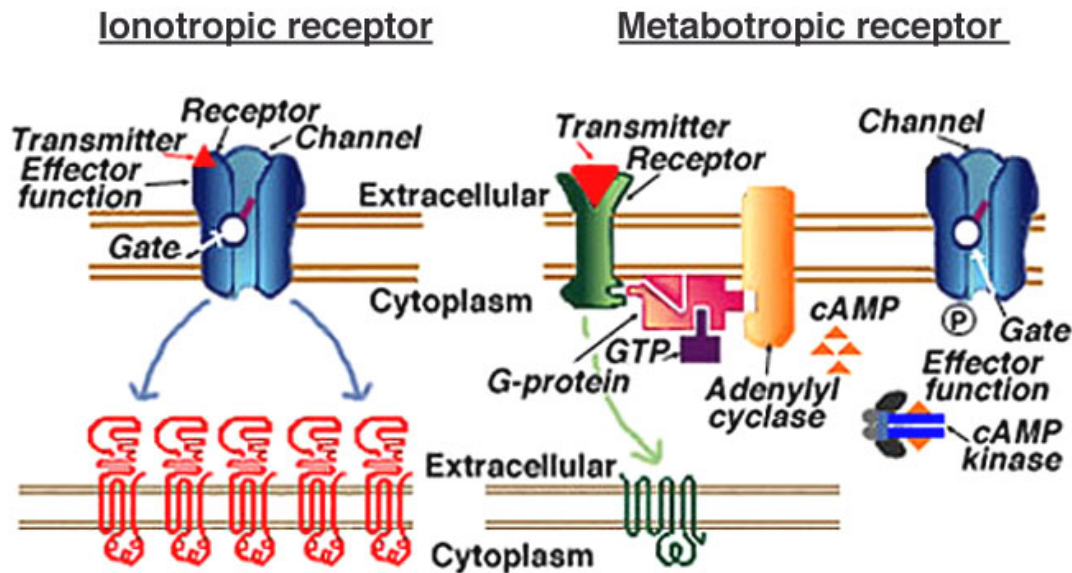 Ionotropic receptor
Receptor
Transmitter
Channel
Effector
function
Gate
Metabotropic receptor
Transmitter
Receptor
Channel
Extracellular
Cytoplasm
GTP
G-protein
Adenylyl
cyclase
cAMP
P
Gate
Effector
function
cAMP
kinase
Extracellular
Cytoplasm